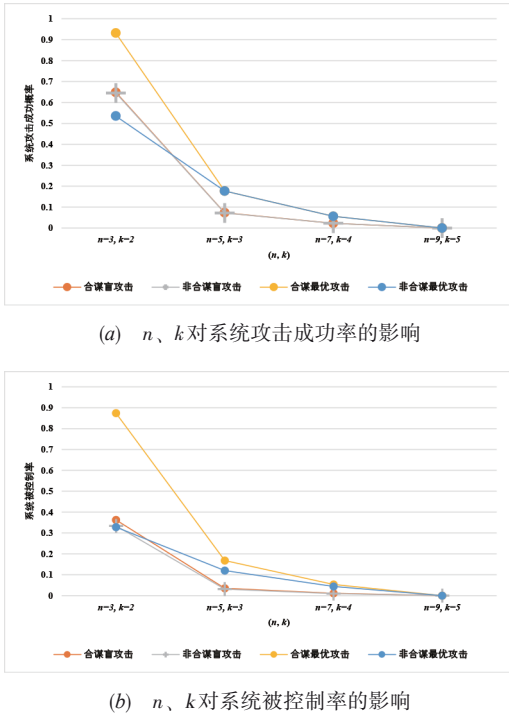 1
0.9
0.8
0.7
0.6
0.5
0.4
0.3
0.2
0.1
0
系统攻击成功概率
n=3, k=2 n=5, k=3 n=7, k=4 n=9, k=5
(n, k)
合谋盲攻击 非合谋盲攻击 合谋最优攻击 非合谋最优攻击
(a) n、k对系统攻击成功率的影响
1
0.9
0.8
0.7
0.6
0.5
0.4
0.3
0.2
0.1
0
系统被控制率
n=3, k=2 n=5, k=3 n=7, k=4 n=9, k=5
(n, k)
合谋盲攻击 非合谋盲攻击 合谋最优攻击 非合谋最优攻击
(b) n、k对系统被控制率的影响